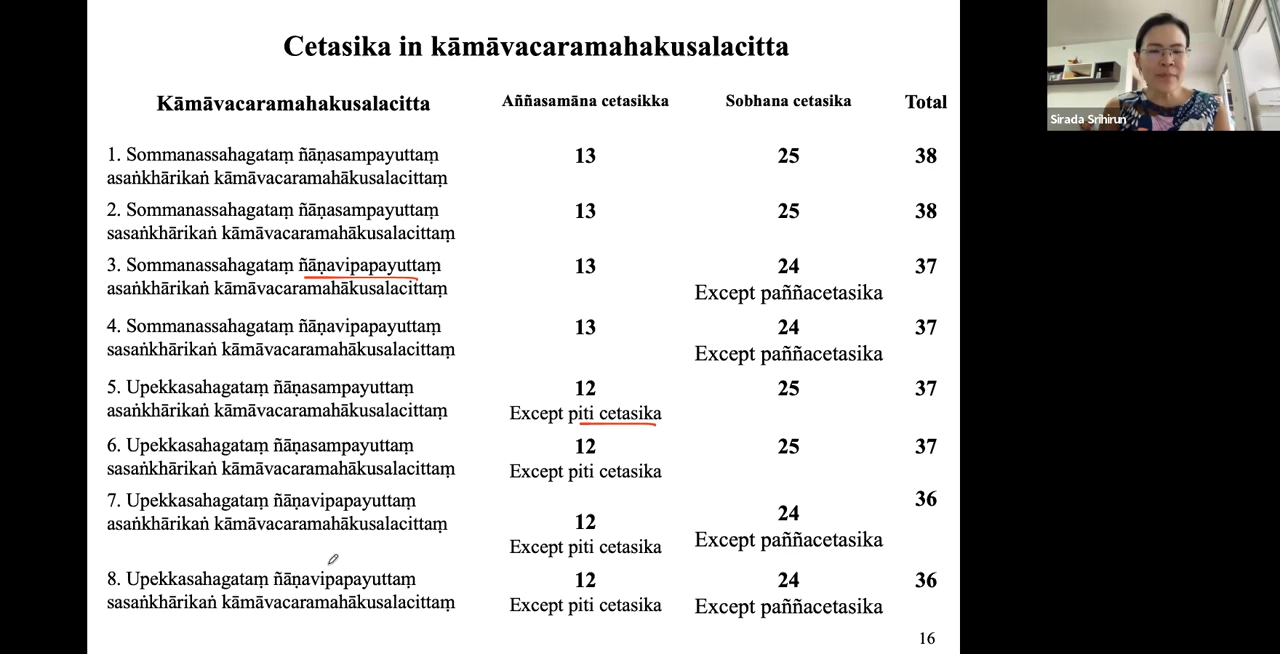 Cetasika in kāmāvacaramahakusalacitta
Kāmāvacaramahakusalacitta Aññasamāna cetasikka Sobhana cetasika Total
1. Sommanassahagataṃ ñāṇasampayuttaṃ 13 25 38
asaṅkhārikaṅ kāmāvacaramahākusalacittaṃ
2. Sommanassahagataṃ ñāṇasampayuttaṃ 13 25 38
sasaṅkhārikaṅ kāmāvacaramahākusalacittaṃ
3. Sommanassahagataṃ ñāṇavipapayuttaṃ 13 24 37
asaṅkhārikaṅ kāmāvacaramahākusalacittaṃ Except paññacetasika
4. Sommanassahagataṃ ñāṇavipapayuttaṃ 13 24 37
sasaṅkhārikaṅ kāmāvacaramahākusalacittaṃ Except paññacetasika
5. Upekkasahagataṃ ñāṇasampayuttaṃ 12 25 37
asaṅkhārikaṅ kāmāvacaramahākusalacittaṃ Except piti cetasika
6. Upekkasahagataṃ ñāṇasampayuttaṃ 12 25 37
sasaṅkhārikaṅ kāmāvacaramahākusalacittaṃ Except piti cetasika
7. Upekkasahagataṃ ñāṇavipapayuttaṃ 12 24 36
asaṅkhārikaṅ kāmāvacaramahākusalacittaṃ Except piti cetasika Except paññacetasika
8. Upekkasahagataṃ ñāṇavipapayuttaṃ 12 24 36
sasaṅkhārikaṅ kāmāvacaramahākusalacittaṃ Except piti cetasika Except paññacetasika
16
Sirada Srihirun